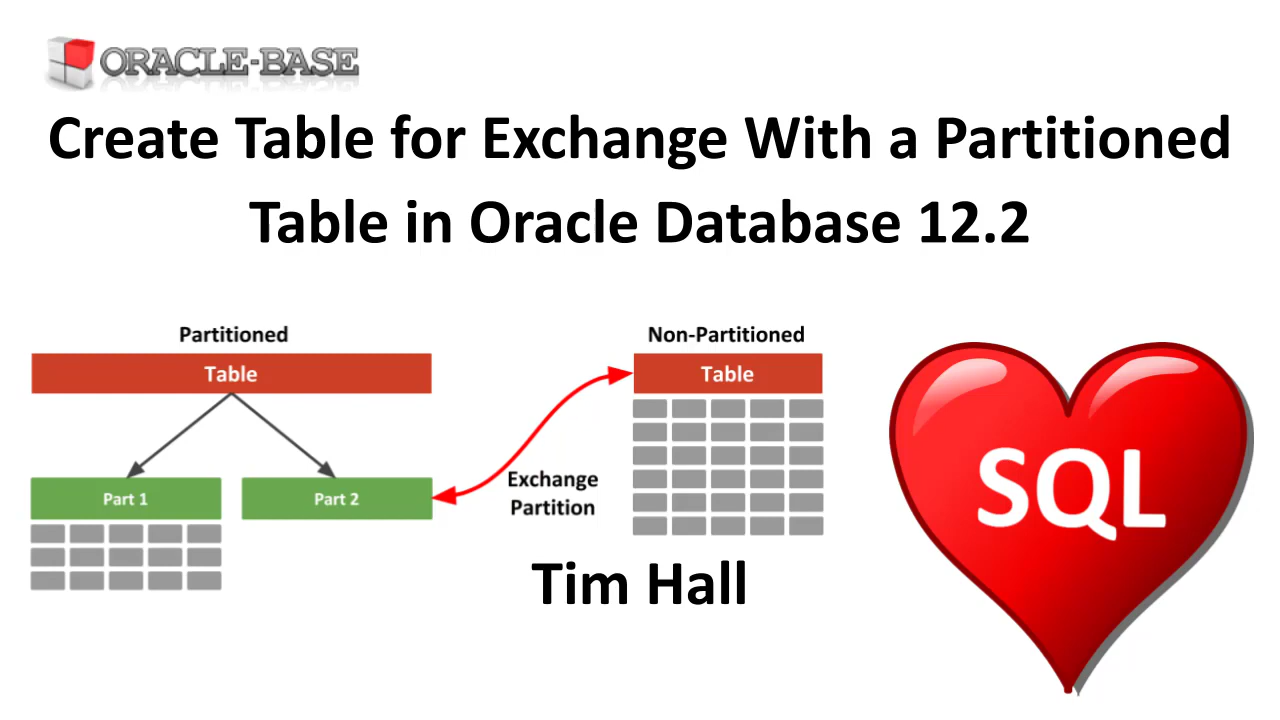 ORACLE-BASE
Create Table for Exchange With a Partitioned
Table in Oracle Database 12.2
Partitioned
Non-Partitioned
Table
Table
Exchange
Partition
Part 1
Part 2
SQL
Tim Hall